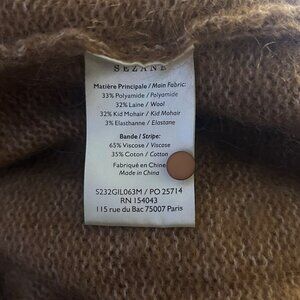 SÉZANE
Matière Principale / Main Fabric:
33% Polyamide / Polyamide
32% Laine / Wool
32% Kid Mohair / Kid Mohair
3% Elasthanne / Elastane
Bande / Stripe:
65% Viscose / Viscose
35% Coton / Cotton
Fabriqué en Chine
Made in China
S232GIL063M / PO 25714
RN 154043
115 rue du Bac 75007 Paris